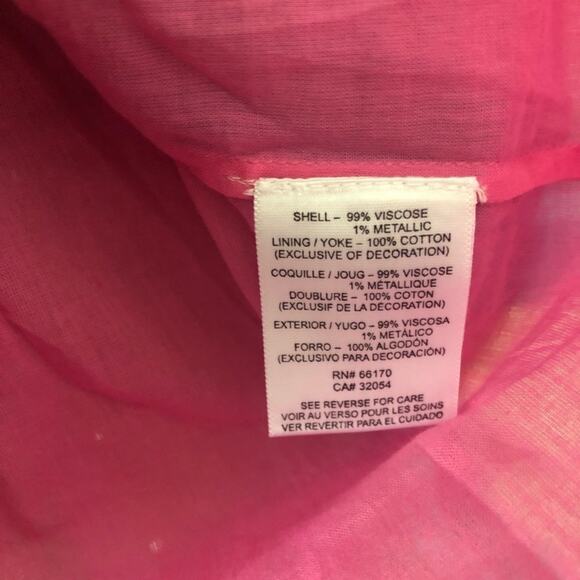 SHELL – 99% VISCOSE
1% METALLIC
LINING / YOKE – 100% COTTON
(EXCLUSIVE OF DECORATION)
COQUILLE / JOUG – 99% VISCOSE
1% MÉTALLIQUE
DOUBLURE – 100% COTON
(EXCLUSIF DE LA DÉCORATION)
EXTERIOR / YUGO – 99% VISCOSA
1% METÁLICO
FORRO – 100% ALGODÓN
(EXCLUSIVO PARA DECORACIÓN)
RN# 66170
CA# 32054
SEE REVERSE FOR CARE
VOIR AU VERSO POUR LES SOINS
VER REVERTIR PARA EL CUIDADO